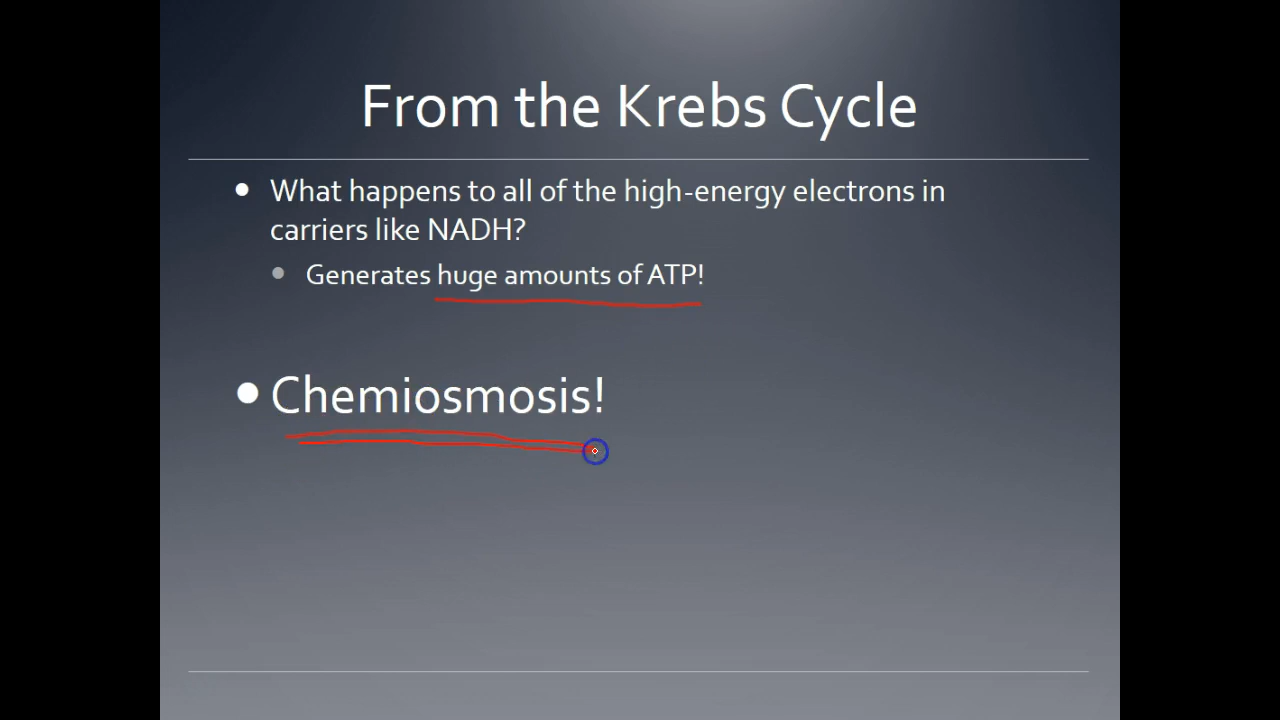 From the Krebs Cycle
• What happens to all of the high-energy electrons in
carriers like NADH?
• Generates huge amounts of ATP!
• Chemiosmosis!